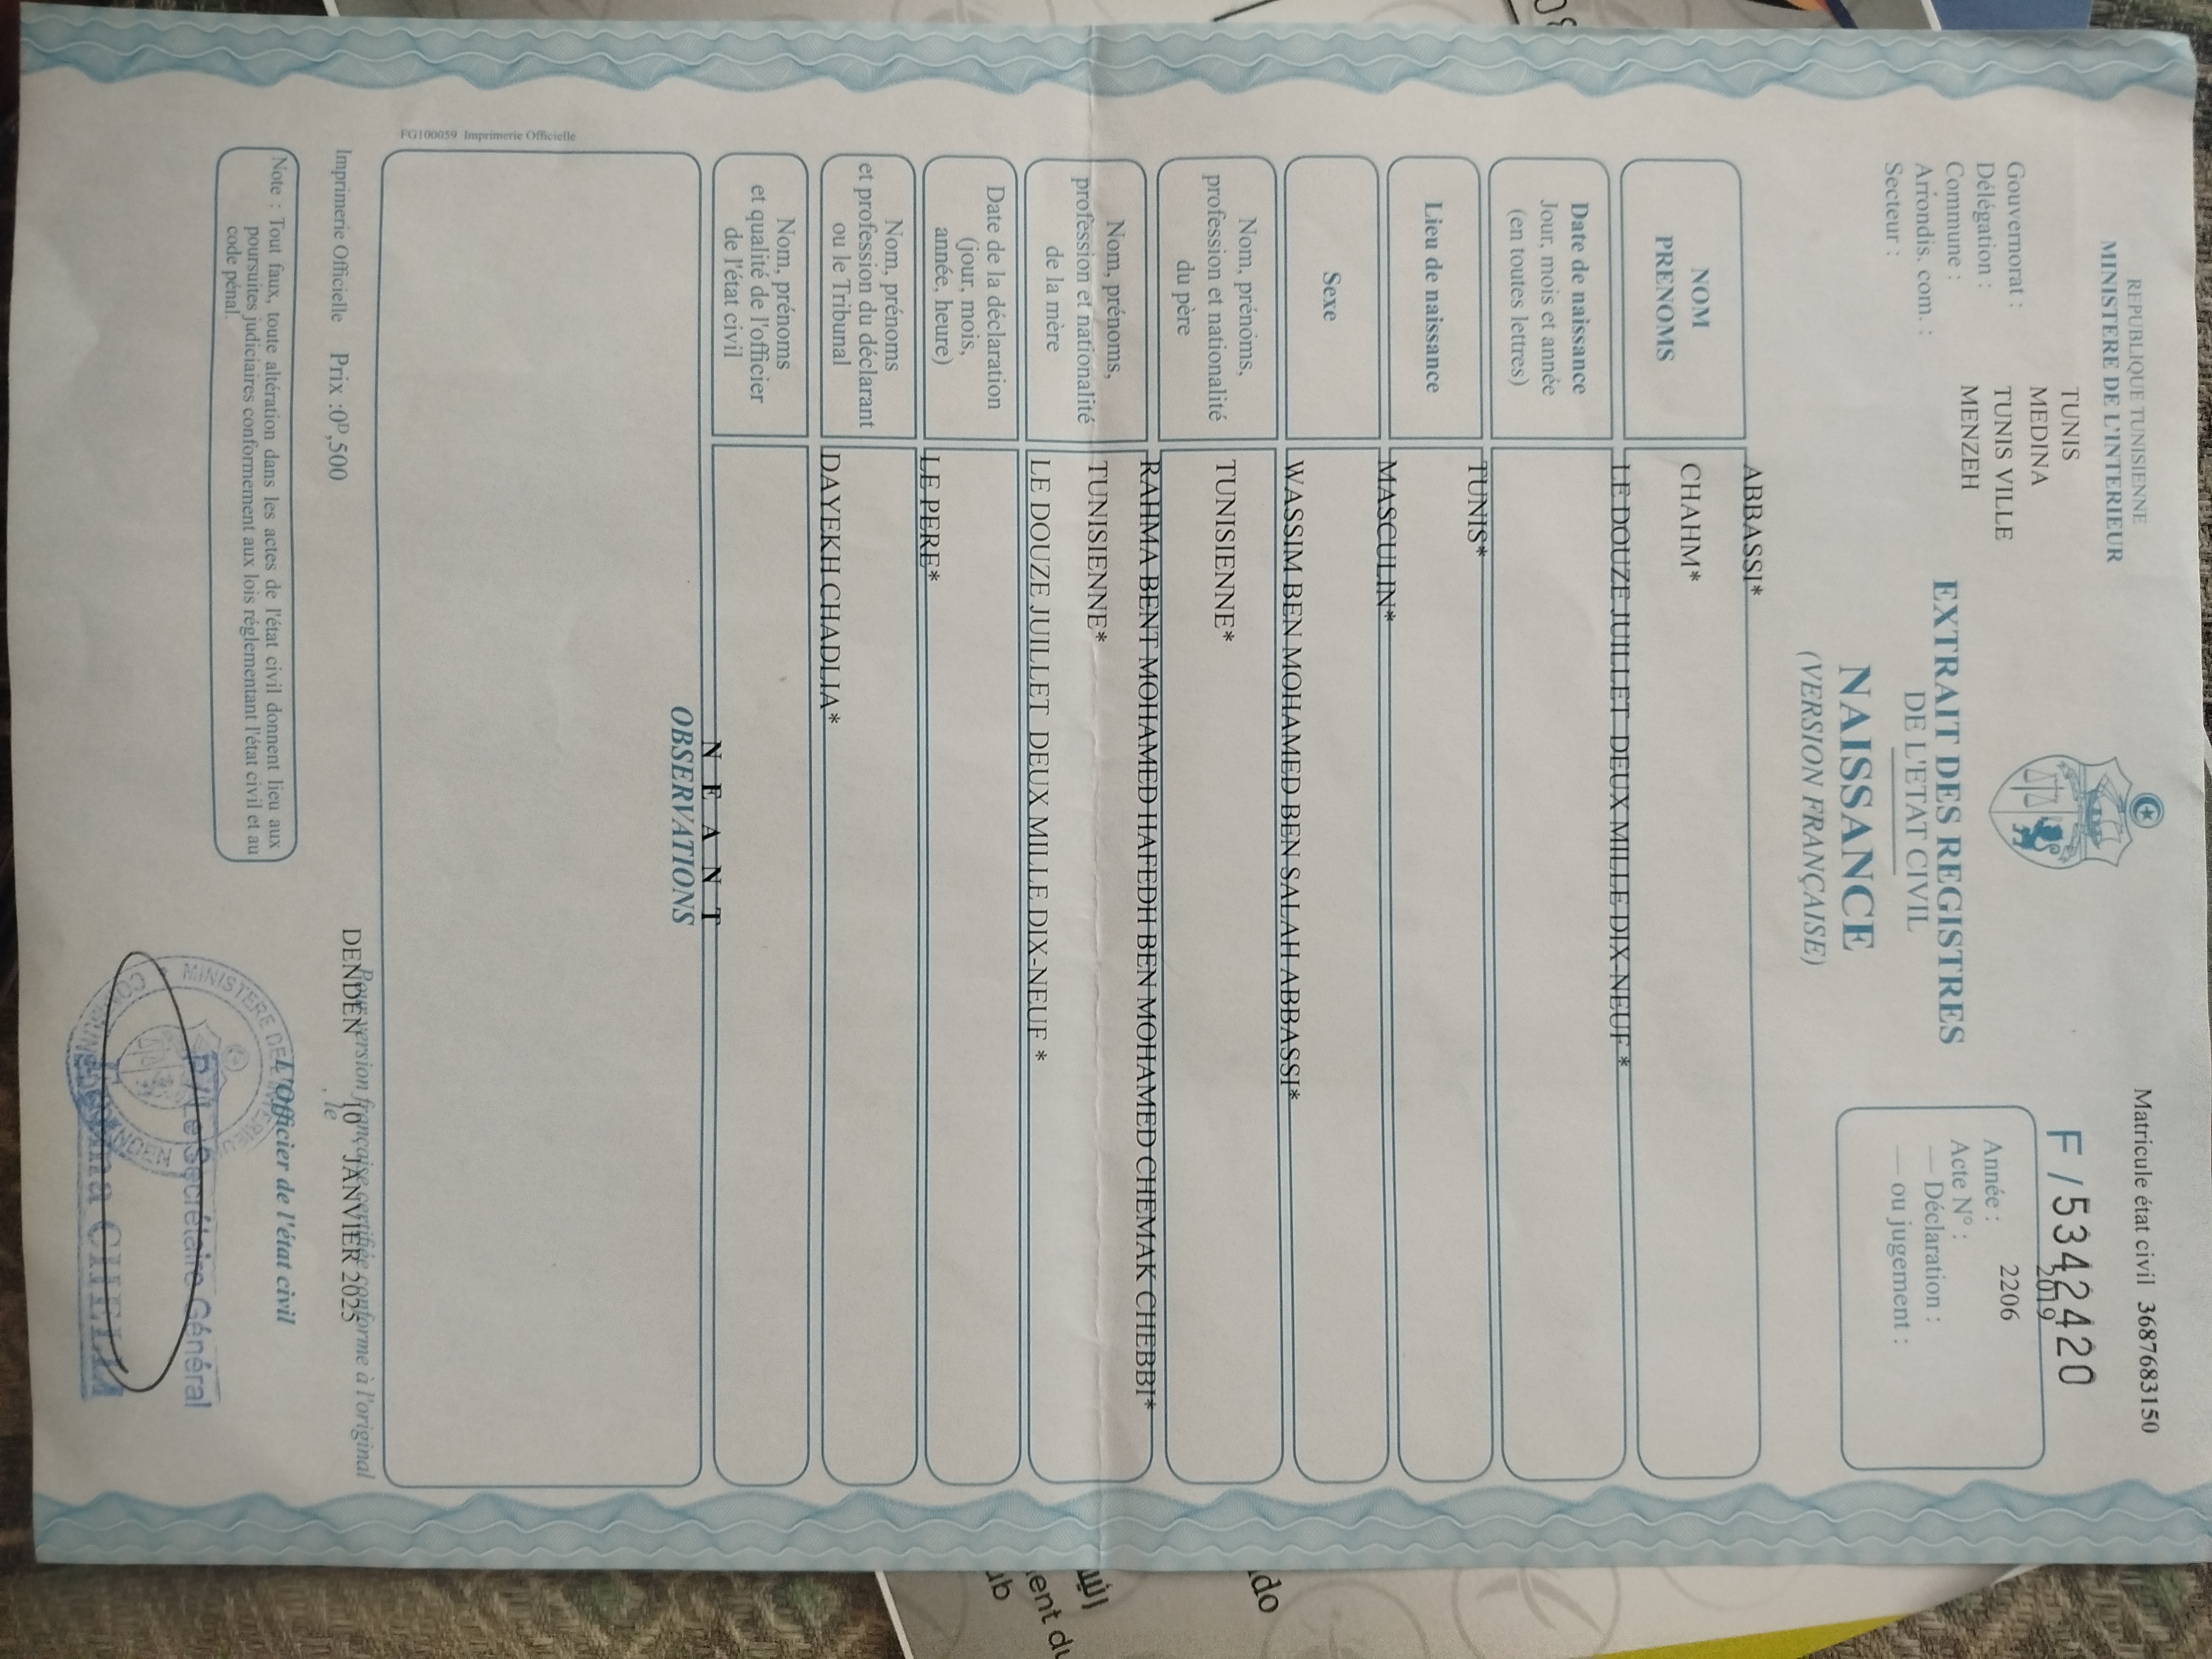 REPUBLIQUE TUNISIENNE
MINISTERE DE L'INTERIEUR
Matricule état civil 3687683150
F / 5342420
Gouvernorat : TUNIS
Délégation : MEDINA
Commune : TUNIS VILLE
Arrondis. com. : MENZEH
Secteur :
EXTRAIT DES REGISTRES
DE L'ETAT CIVIL
NAISSANCE
(VERSION FRANÇAISE)
Année : 2019
Acte N° : 2206
— Déclaration :
— ou jugement :
NOM
PRENOMS
ABBASSI*
CHAHM*
Date de naissance
Jour, mois et année
(en toutes lettres)
LE DOUZE JUILLET DEUX MILLE DIX-NEUF *
Lieu de naissance
TUNIS*
Sexe
MASCULIN*
Nom, prénoms,
profession et nationalité
du père
WASSIM BEN MOHAMED BEN SALAH ABBASSI*
TUNISIENNE*
Nom, prénoms,
profession et nationalité
de la mère
RAHMA BENT MOHAMED HAFEDH BEN MOHAMED CHEMAK CHEBBI*
TUNISIENNE*
Date de la déclaration
(jour, mois,
année, heure)
LE DOUZE JUILLET DEUX MILLE DIX-NEUF *
Nom, prénoms
et profession du déclarant
ou le Tribunal
LE PERE*
Nom, prénoms
et qualité de l'officier
de l'état civil
DAYEKH CHADLIA*
N E A N T
OBSERVATIONS
FG100059 Imprimerie Officielle
Imprimerie Officielle Prix :0D,500
Pour version française certifiée conforme à l'original
DENDEN , le 10 JANVIER 2025
L'Officier de l'état civil
Note : Tout faux, toute altération dans les actes de l'état civil donnent lieu aux
poursuites judiciaires conformement aux lois réglementant l'état civil et au
code pénal.
MINISTERE DE L'INTERIEUR
Le Secrétaire Général